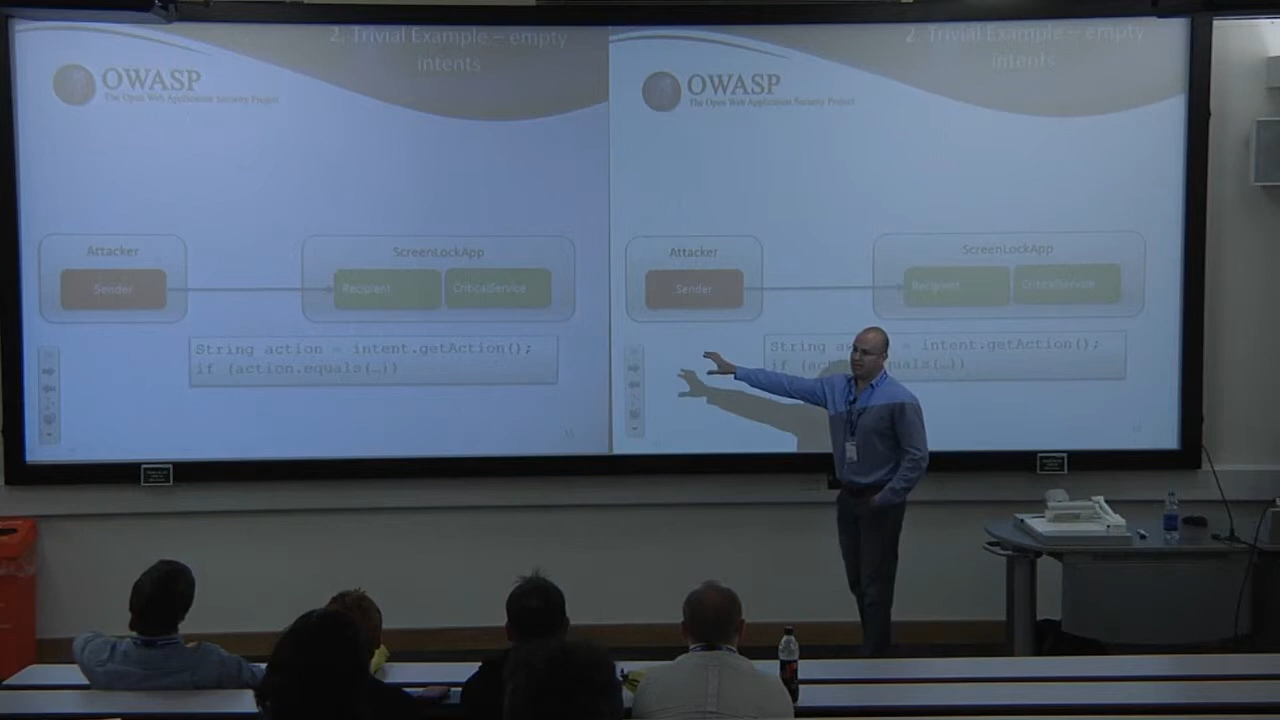 2. Trivial Example – empty
intents
OWASP
The Open Web Application Security Project
Attacker
Sender
ScreenLockApp
Recipient
CriticalService
String action = intent.getAction();
if (action.equals(…))
2. Trivial Example – empty
intents
OWASP
The Open Web Application Security Project
Attacker
Sender
ScreenLockApp
Recipient
CriticalService
String = intent.getAction();
if